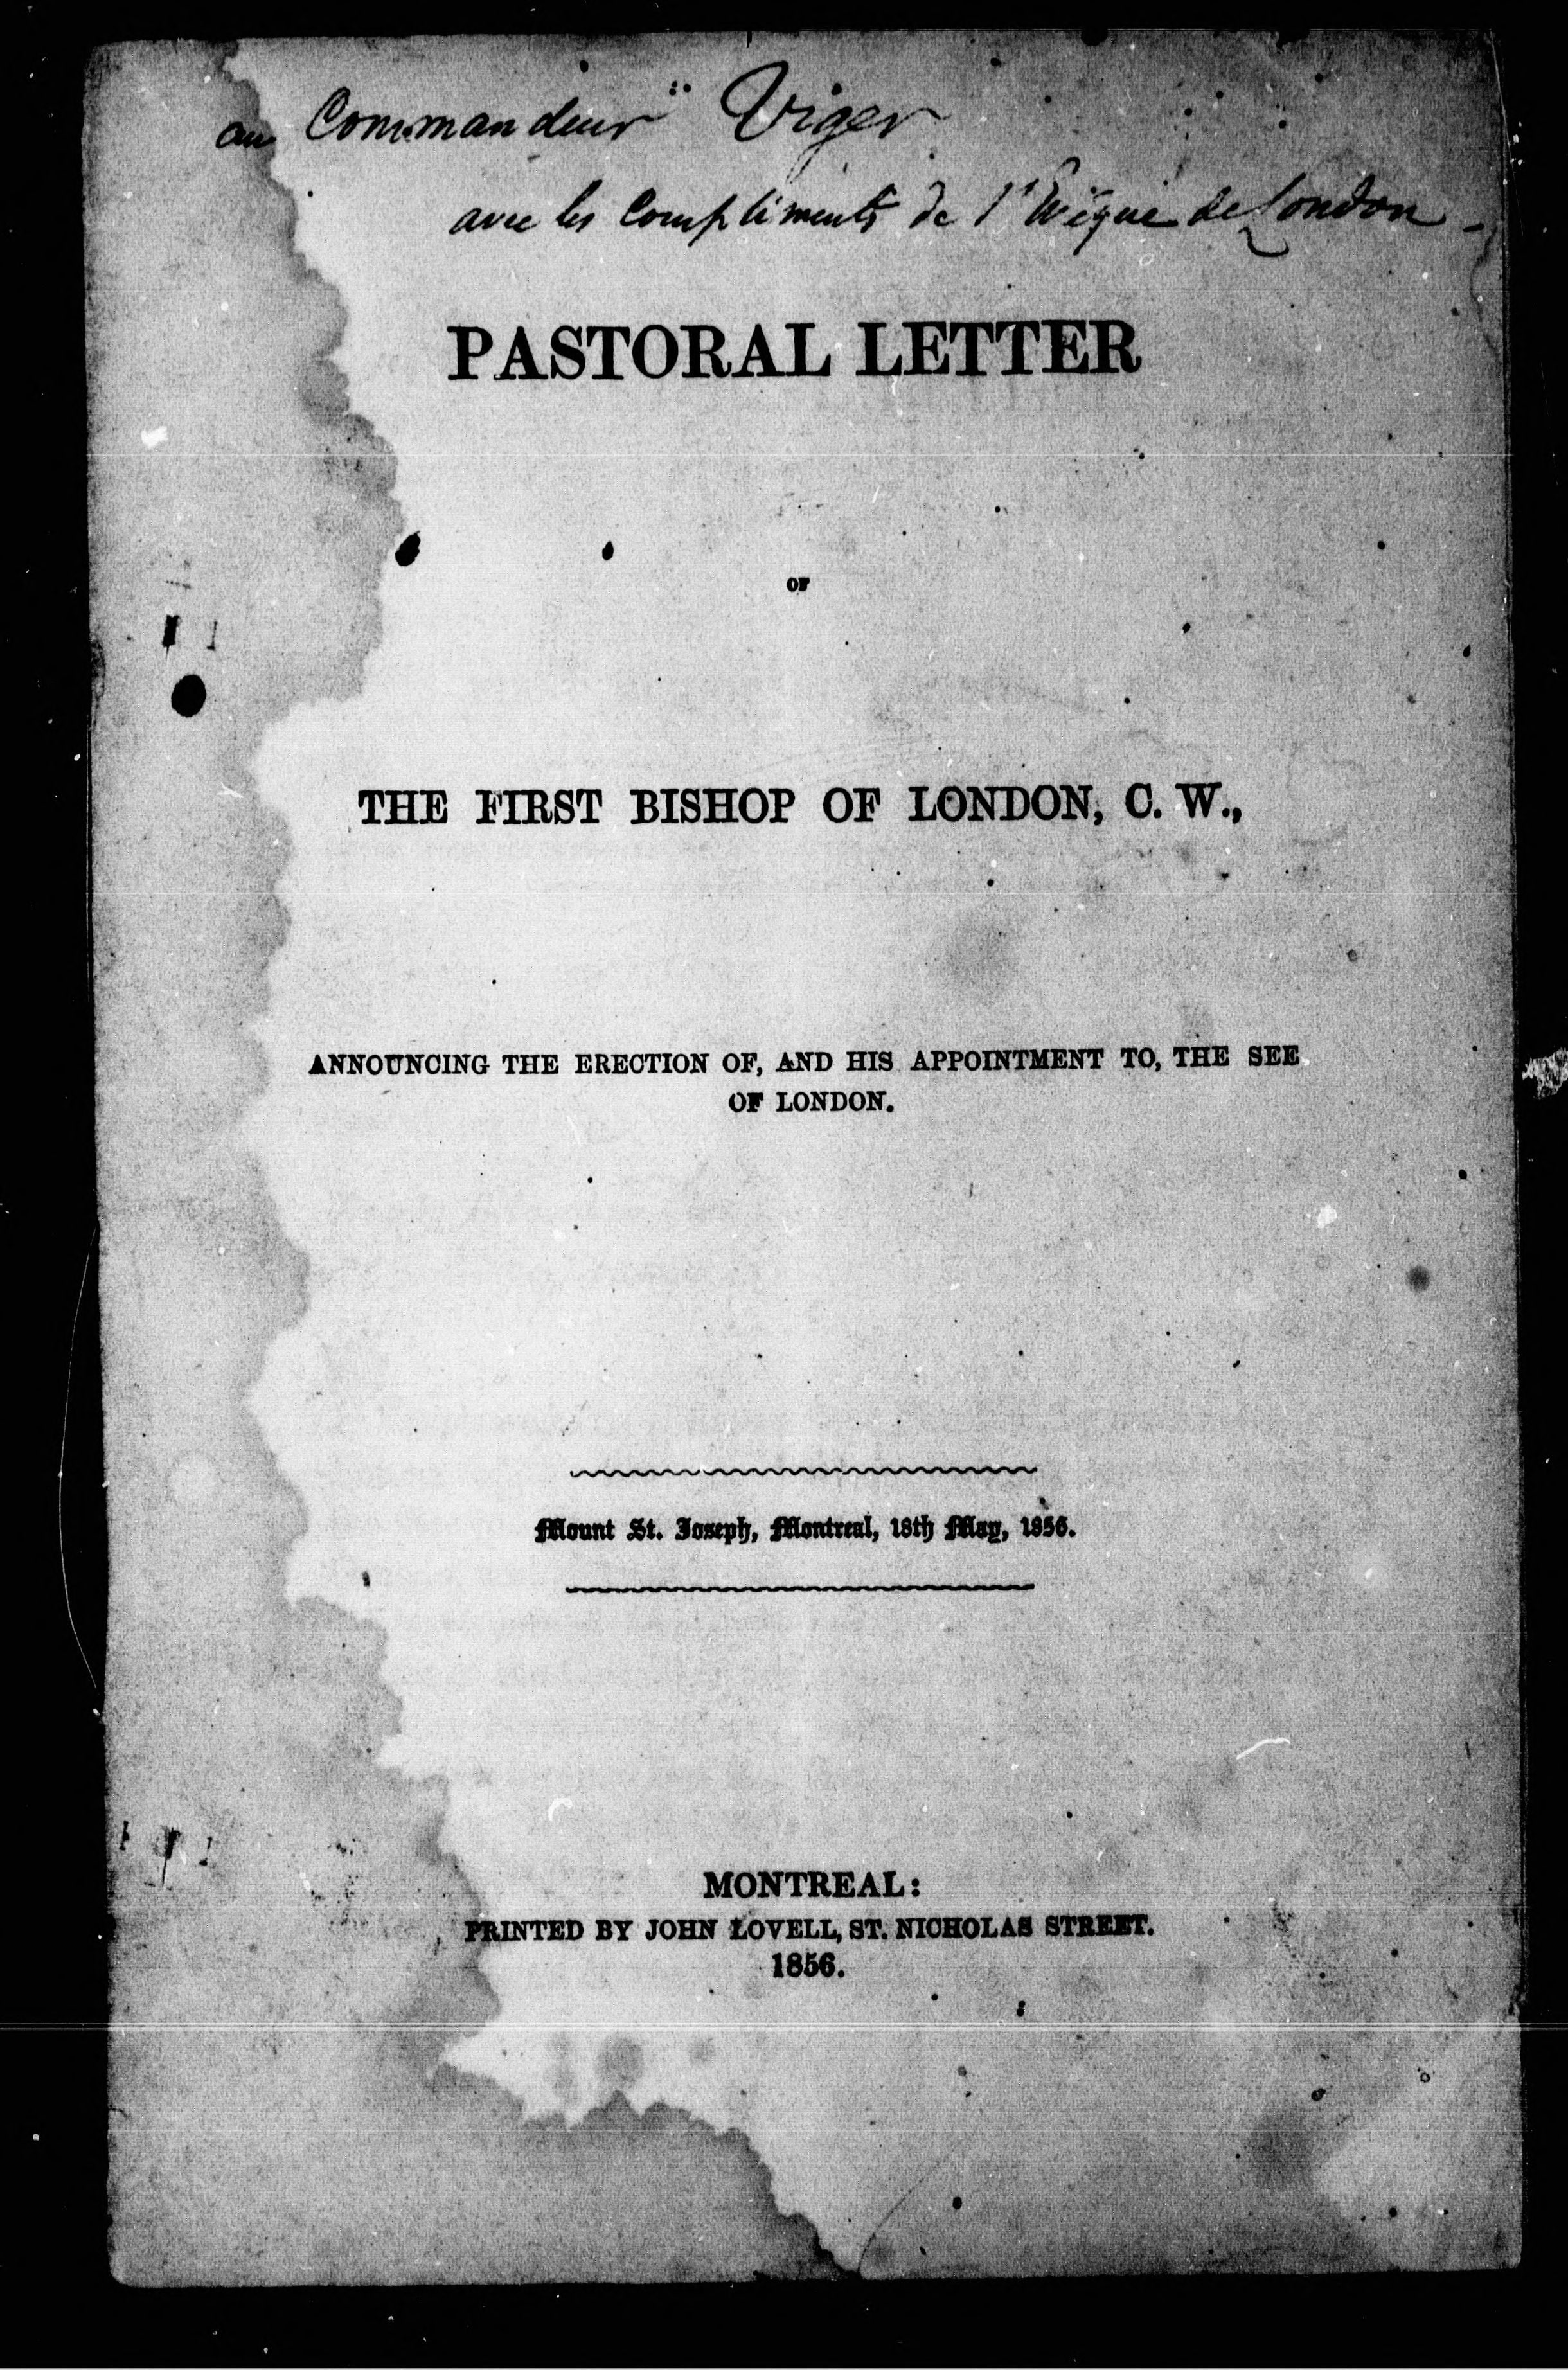 au Commandeur Viger
avec les Compliments de l'Evêque de London
PASTORAL LETTER
OF
THE FIRST BISHOP OF LONDON, C. W.,
ANNOUNCING THE ERECTION OF, AND HIS APPOINTMENT TO, THE SEE
OF LONDON.
Mount St. Joseph, Montreal, 18th May, 1856.
MONTREAL:
PRINTED BY JOHN LOVELL, ST. NICHOLAS STREET.
1856.